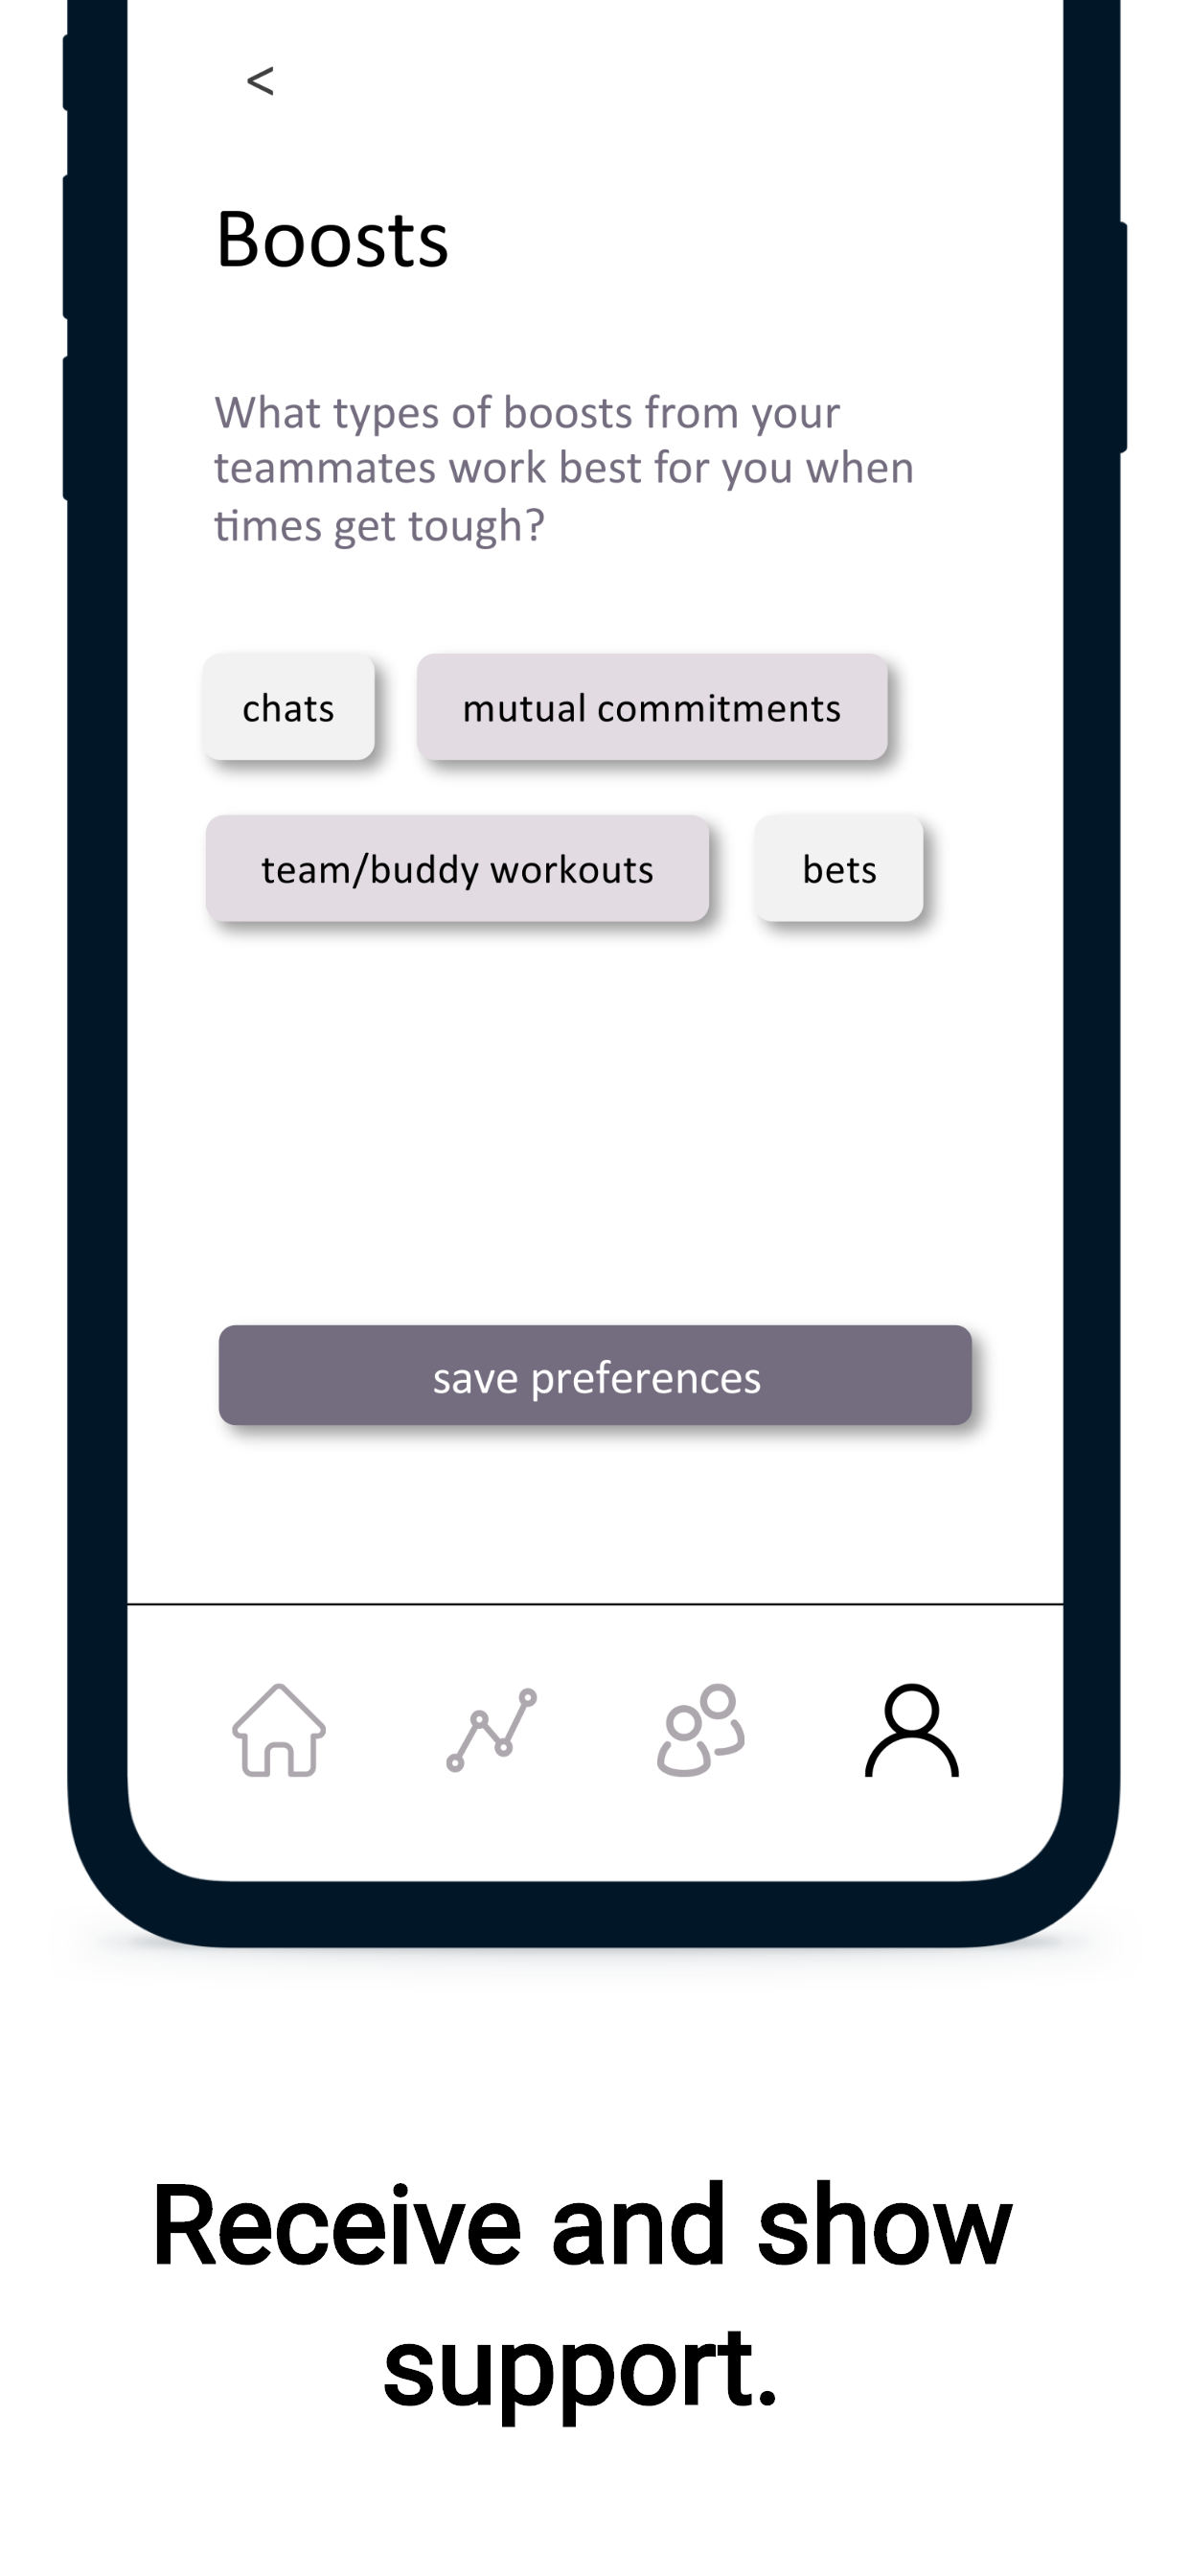 <
Boosts
What types of boosts from your
teammates work best for you when
times get tough?
chats
mutual commitments
team/buddy workouts
bets
save preferences
Receive and show
support.